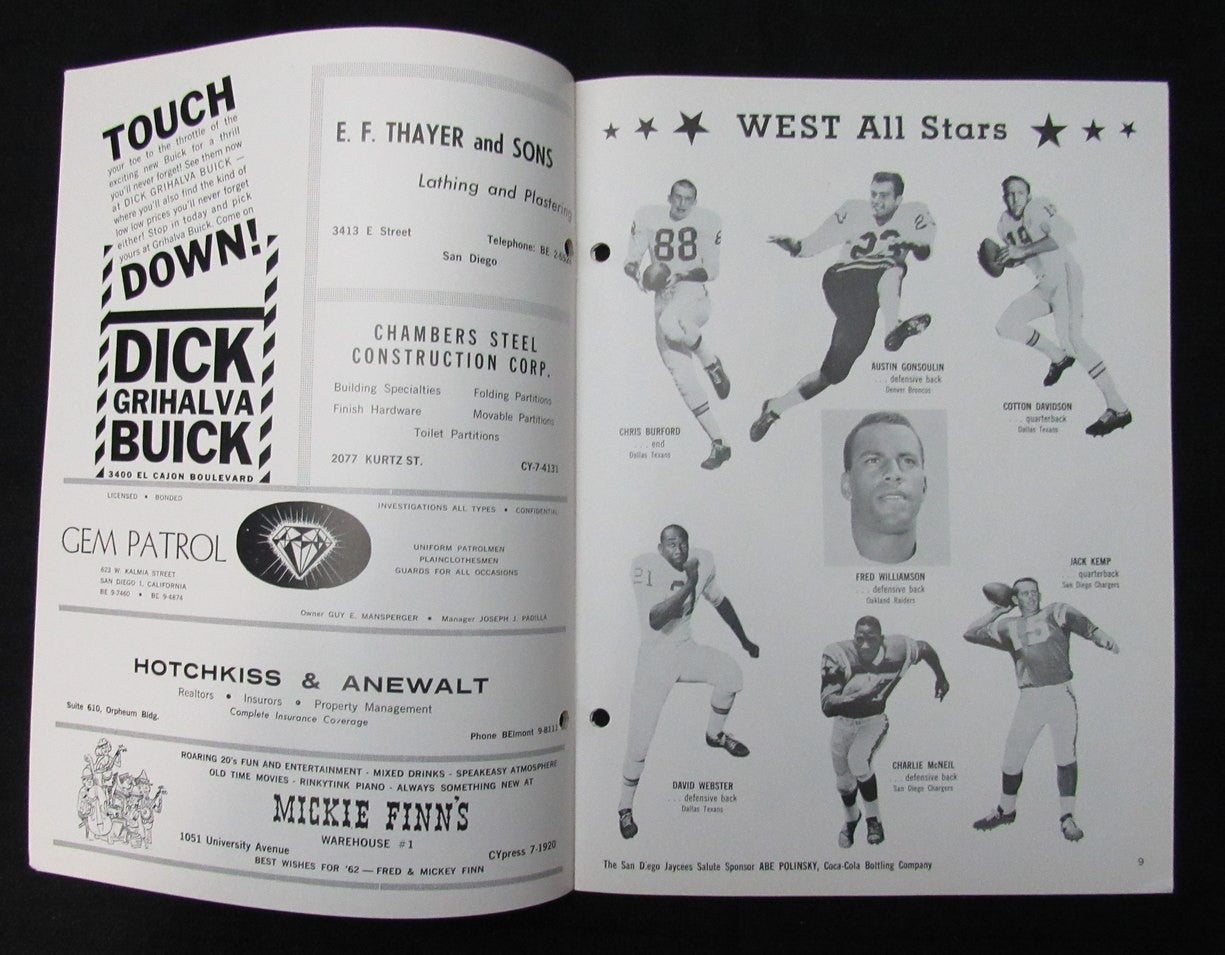 TOUCH
your toe to the throttle of the
exciting new Buick for a thrill
you'll never forget! See them now
at DICK GRIHALVA BUICK —
where you'll also find the kind of
low low prices you'll never forget
either! Stop in today and pick
yours at Grihalva Buick. Come on
DOWN!
DICK
GRIHALVA
BUICK
3400 EL CAJON BOULEVARD
E. F. THAYER and SONS
Lathing and Plastering
3413 E Street
Telephone: BE
San Diego
CHAMBERS STEEL
CONSTRUCTION CORP.
Building Specialties Folding Partitions
Finish Hardware Movable Partitions
Toilet Partitions
2077 KURTZ ST. CY-7-4131
LICENSED • BONDED
INVESTIGATIONS ALL TYPES • CONFIDENTIAL
GEM PATROL
623 W. KALMIA STREET
SAN DIEGO 1, CALIFORNIA
BE 9-7460 • BE 9-4874
UNIFORM PATROLMEN
PLAINCLOTHESMEN
GUARDS FOR ALL OCCASIONS
Owner GUY E. MANSPERGER • Manager JOSEPH J. PADILLA
HOTCHKISS & ANEWALT
Realtors • Insurors • Property Management
Complete Insurance Coverage
Suite 610, Orpheum Bldg.
Phone BElmont 9-8111
ROARING 20's FUN AND ENTERTAINMENT - MIXED DRINKS - SPEAKEASY ATMOSPHERE
OLD TIME MOVIES - RINKYTINK PIANO - ALWAYS SOMETHING NEW AT
MICKIE FINN'S
WAREHOUSE #1
1051 University Avenue
CYpress 7-1920
BEST WISHES FOR '62 — FRED & MICKEY FINN
WEST All Stars
88
19
CHRIS BURFORD
. . . end
Dallas Texans
AUSTIN GONSOULIN
. . . defensive back
Denver Broncos
COTTON DAVIDSON
. . . quarterback
Dallas Texans
FRED WILLIAMSON
. . . defensive back
Oakland Raiders
JACK KEMP
. . . quarterback
San Diego Chargers
21
DAVID WEBSTER
. . . defensive back
Dallas Texans
CHARLIE McNEIL
. . . defensive back
San Diego Chargers
The San Diego Jaycees Salute Sponsor ABE POLINSKY, Coca-Cola Bottling Company
9